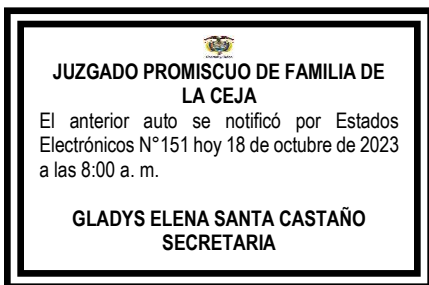 JUZGADO PROMISCUO DE FAMILIA DE
LA CEJA
El anterior auto se notificó por Estados
Electrónicos N°151 hoy 18 de octubre de 2023
a las 8:00 a. m.
GLADYS ELENA SANTA CASTAÑO
SECRETARIA